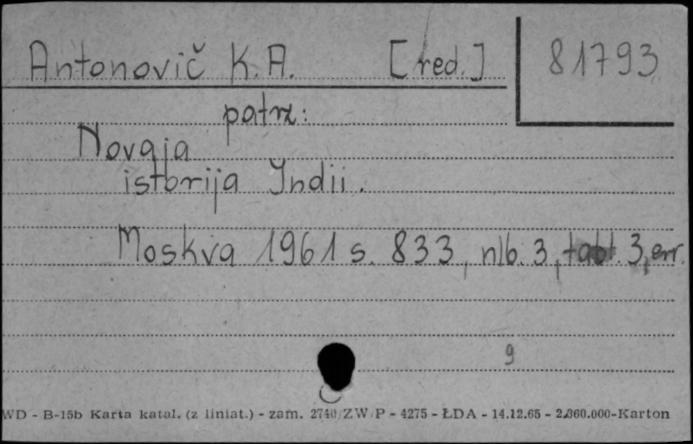 Antonovič K. A. [red.] 81793
patrz:
Novaja
istorija Indii.
Moskva 1961 s. 833, nlb. 3, tabl. 3, err.
9
WD - B-15b Karta katal. (z liniat.) - zam. 2740/ZW/P - 4275 - ŁDA - 14.12.65 - 2.060.000-Karton